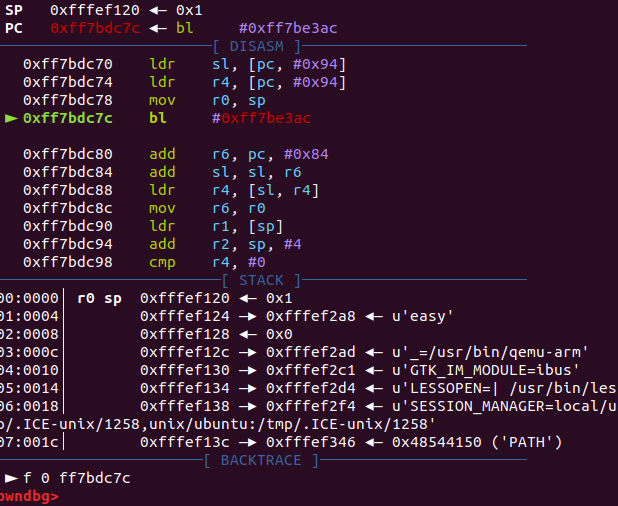 SP 0xfffef120 ◂— 0x1
PC 0xff7bdc7c ◂— bl #0xff7be3ac
[ DISASM ]
0xff7bdc70 ldr sl, [pc, #0x94]
0xff7bdc74 ldr r4, [pc, #0x94]
0xff7bdc78 mov r0, sp
► 0xff7bdc7c bl #0xff7be3ac
0xff7bdc80 add r6, pc, #0x84
0xff7bdc84 add sl, sl, r6
0xff7bdc88 ldr r4, [sl, r4]
0xff7bdc8c mov r6, r0
0xff7bdc90 ldr r1, [sp]
0xff7bdc94 add r2, sp, #4
0xff7bdc98 cmp r4, #0
[ STACK ]
00:0000│ r0 sp 0xfffef120 ◂— 0x1
01:0004│ 0xfffef124 —▸ 0xfffef2a8 ◂— u'easy'
02:0008│ 0xfffef128 ◂— 0x0
03:000c│ 0xfffef12c —▸ 0xfffef2ad ◂— u'_=/usr/bin/qemu-arm'
04:0010│ 0xfffef130 —▸ 0xfffef2c1 ◂— u'GTK_IM_MODULE=ibus'
05:0014│ 0xfffef134 —▸ 0xfffef2d4 ◂— u'LESSOPEN=| /usr/bin/les
06:0018│ 0xfffef138 —▸ 0xfffef2f4 ◂— u'SESSION_MANAGER=local/u
p/.ICE-unix/1258,unix/ubuntu:/tmp/.ICE-unix/1258'
07:001c│ 0xfffef13c —▸ 0xfffef346 ◂— 0x48544150 ('PATH')
[ BACKTRACE ]
► f 0 ff7bdc7c
pwndbg>